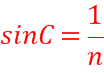 sinC = 1/n